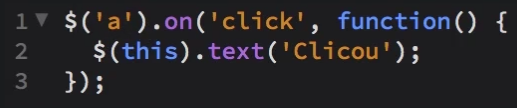 1 $('a').on('click', function() {
2 $(this).text('Clicou');
3 });